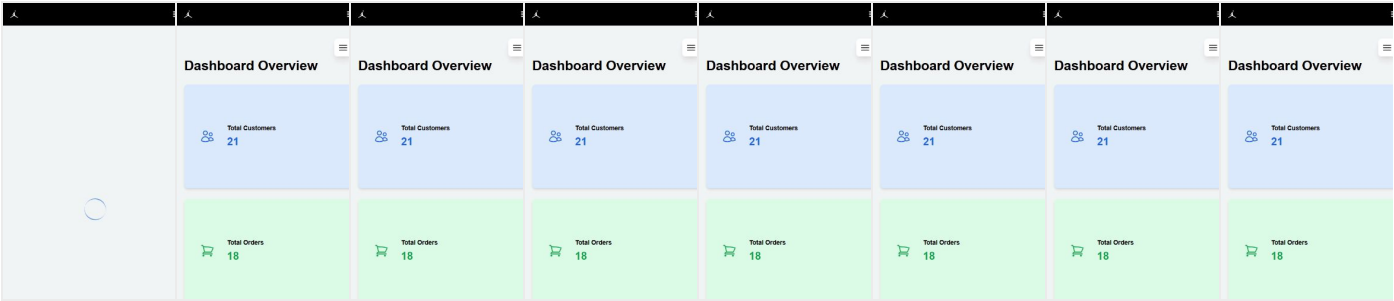 Dashboard Overview Dashboard Overview Dashboard Overview Dashboard Overview Dashboard Overview Dashboard Overview Dashboard Overview
Total Customers Total Customers Total Customers Total Customers Total Customers Total Customers Total Customers
21 21 21 21 21 21 21
Total Orders Total Orders Total Orders Total Orders Total Orders Total Orders Total Orders
18 18 18 18 18 18 18